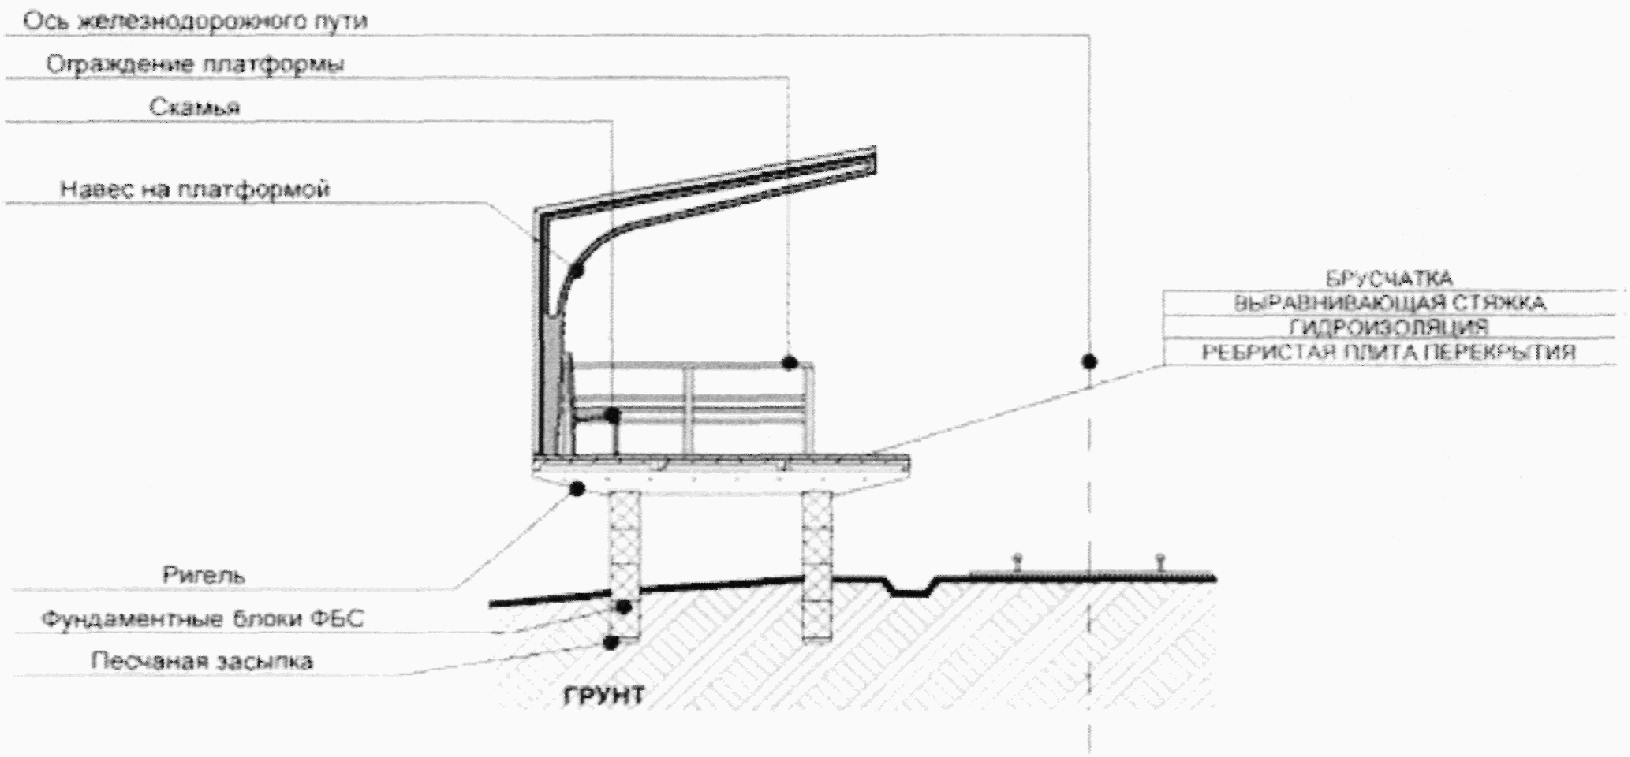 Ось железнодорожного пути
Ограждение платформы
Скамья
Навес на платформой
БРУСЧАТКА
ВЫРАВНИВАЮЩАЯ СТЯЖКА
ГИДРОИЗОЛЯЦИЯ
РЕБРИСТАЯ ПЛИТА ПЕРЕКРЫТИЯ
Ригель
Фундаментные блоки ФБС
Песчаная засыпка
ГРУНТ